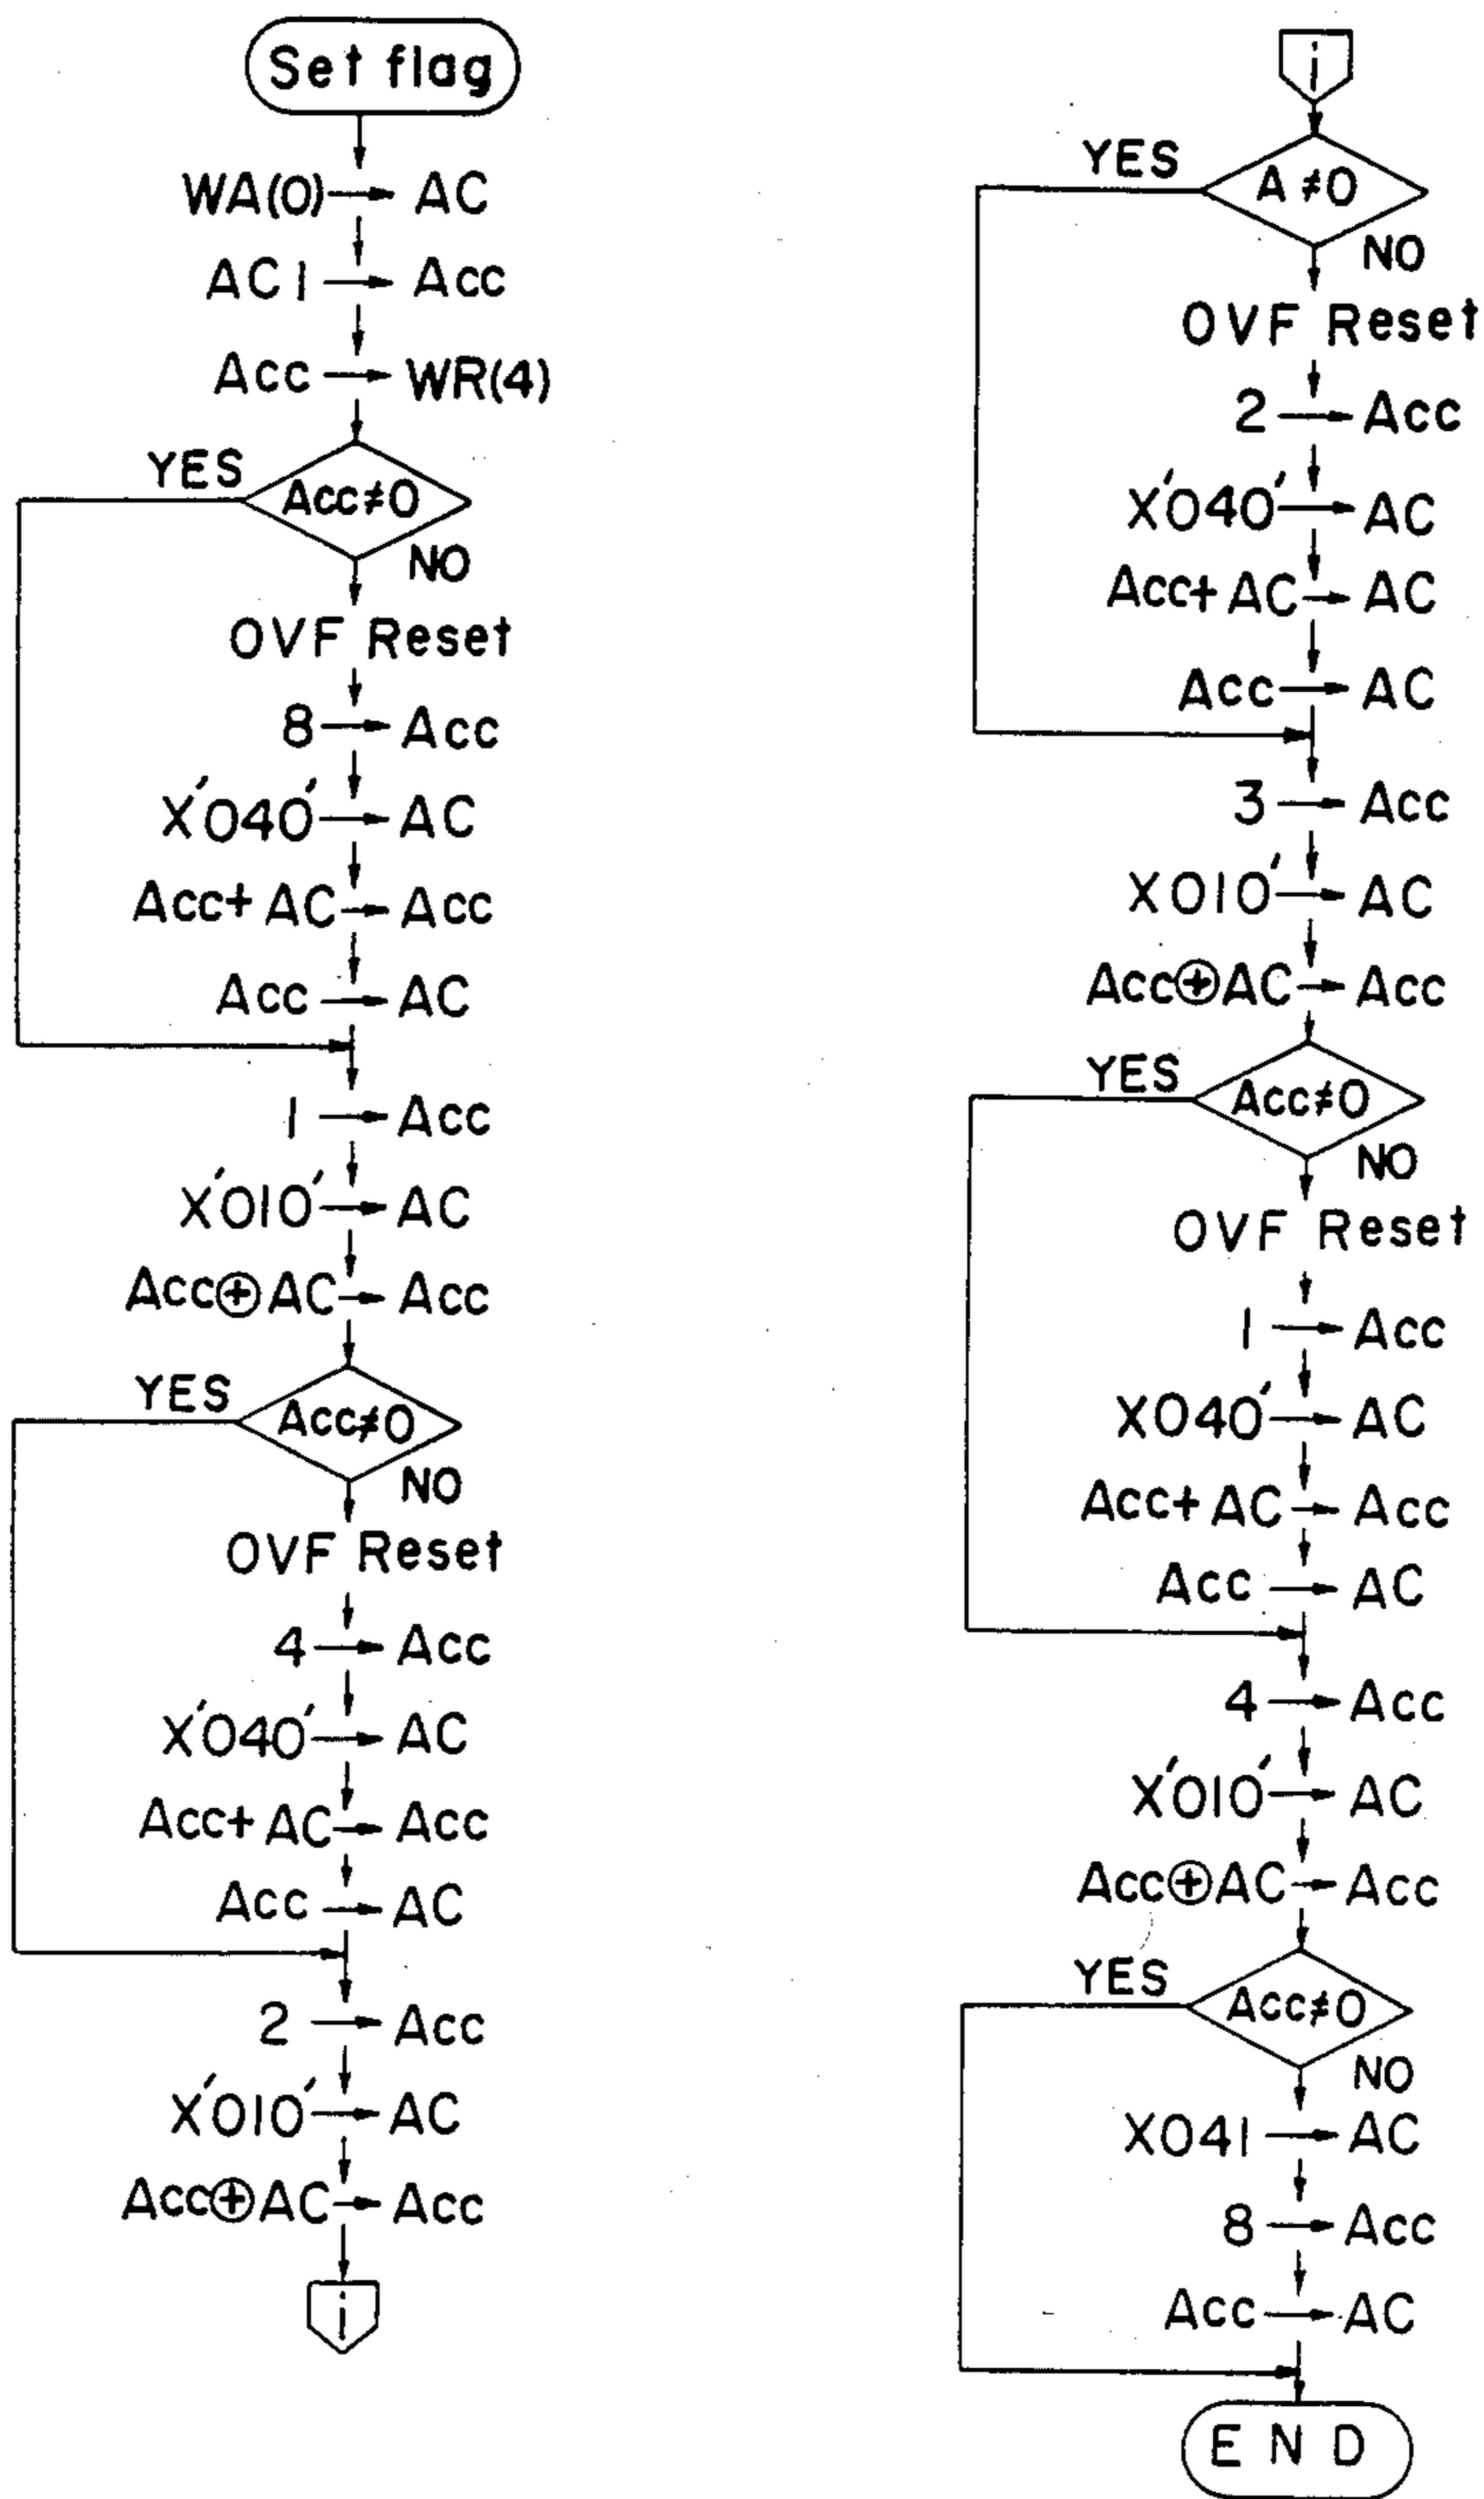 Set flag
WA(0) → AC
AC1 → Acc
Acc → WR(4)
YES
Acc≠0
NO
OVF Reset
8 → Acc
X'040' → AC
Acc+AC → Acc
Acc → AC
1 → Acc
X'010' → AC
Acc⊕AC → Acc
YES
Acc≠0
NO
OVF Reset
4 → Acc
X'040' → AC
Acc+AC → Acc
Acc → AC
2 → Acc
X'010' → AC
Acc⊕AC → Acc
i
i
YES
A≠0
NO
OVF Reset
2 → Acc
X'040' → AC
Acc+AC → AC
Acc → AC
3 → Acc
X010' → AC
Acc⊕AC → Acc
YES
Acc≠0
NO
OVF Reset
1 → Acc
X040' → AC
Acc+AC → Acc
Acc → AC
4 → Acc
X'010' → AC
Acc⊕AC → Acc
YES
Acc≠0
NO
X041 → AC
8 → Acc
Acc → AC
END